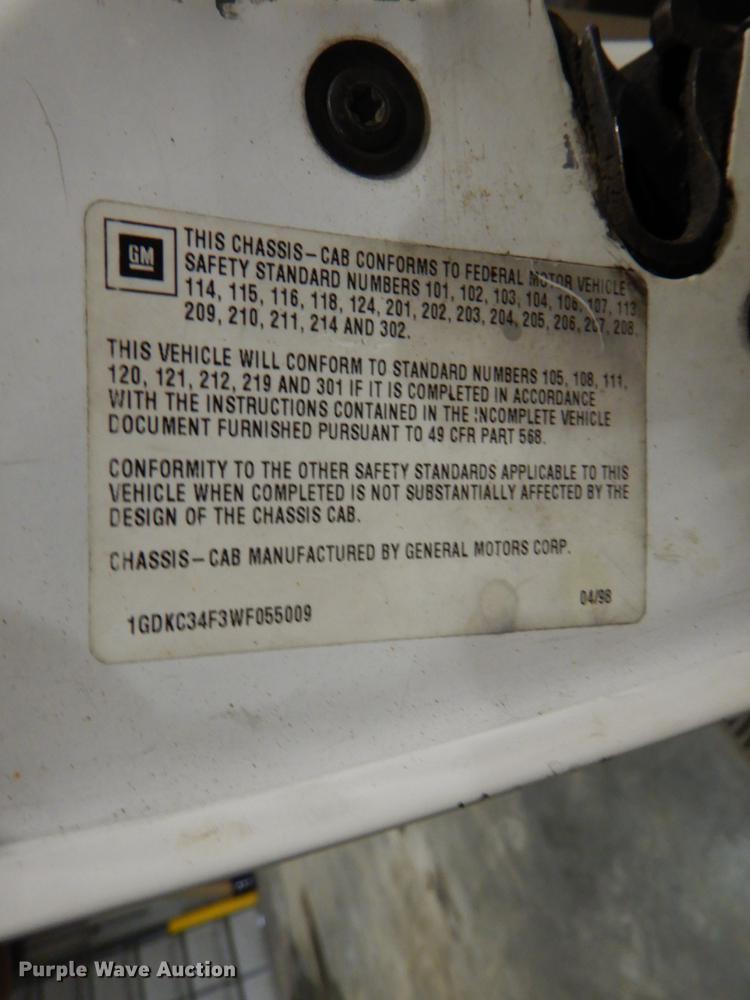 GM
THIS CHASSIS-CAB CONFORMS TO FEDERAL MOTOR VEHICLE
SAFETY STANDARD NUMBERS 101, 102, 103, 104, 106, 107, 113
114, 115, 116, 118, 124, 201, 202, 203, 204, 205, 206, 207, 208
209, 210, 211, 214 AND 302.
THIS VEHICLE WILL CONFORM TO STANDARD NUMBERS 105, 108, 111,
120, 121, 212, 219 AND 301 IF IT IS COMPLETED IN ACCORDANCE
WITH THE INSTRUCTIONS CONTAINED IN THE INCOMPLETE VEHICLE
DOCUMENT FURNISHED PURSUANT TO 49 CFR PART 568.
CONFORMITY TO THE OTHER SAFETY STANDARDS APPLICABLE TO THIS
VEHICLE WHEN COMPLETED IS NOT SUBSTANTIALLY AFFECTED BY THE
DESIGN OF THE CHASSIS CAB.
CHASSIS-CAB MANUFACTURED BY GENERAL MOTORS CORP.
04/98
1GDKC34F3WF055009
Purple Wave Auction